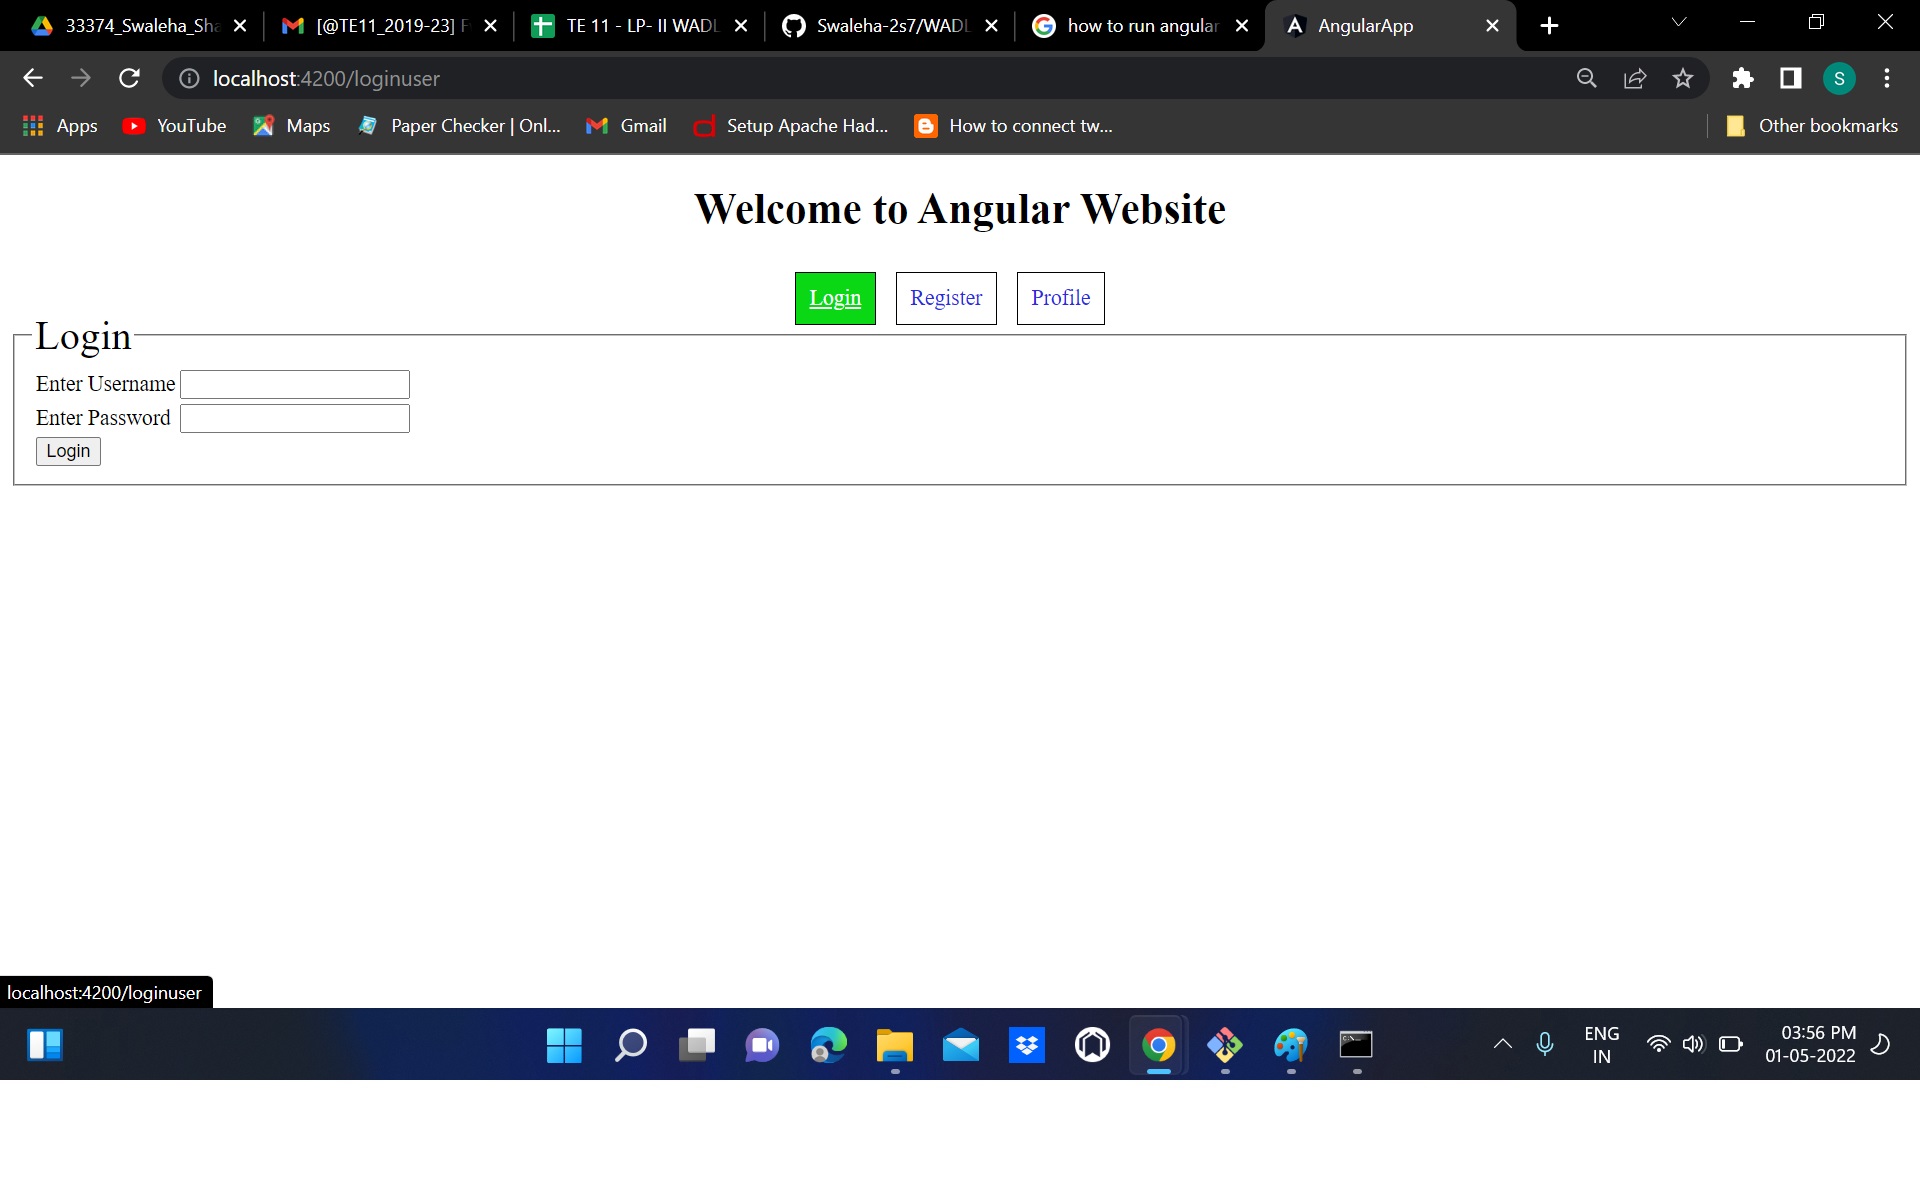 33374_Swaleha_Sha
[@TE11_2019-23]
TE 11 - LP- II WADL
Swaleha-2s7/WADL
how to run angular
AngularApp
localhost:4200/loginuser
S
Apps
YouTube
Maps
Paper Checker | Onl...
Gmail
Setup Apache Had...
How to connect tw...
Other bookmarks
Welcome to Angular Website
Login Register Profile
Login
Enter Username
Enter Password
Login
localhost:4200/loginuser
ENG
IN
03:56 PM
01-05-2022